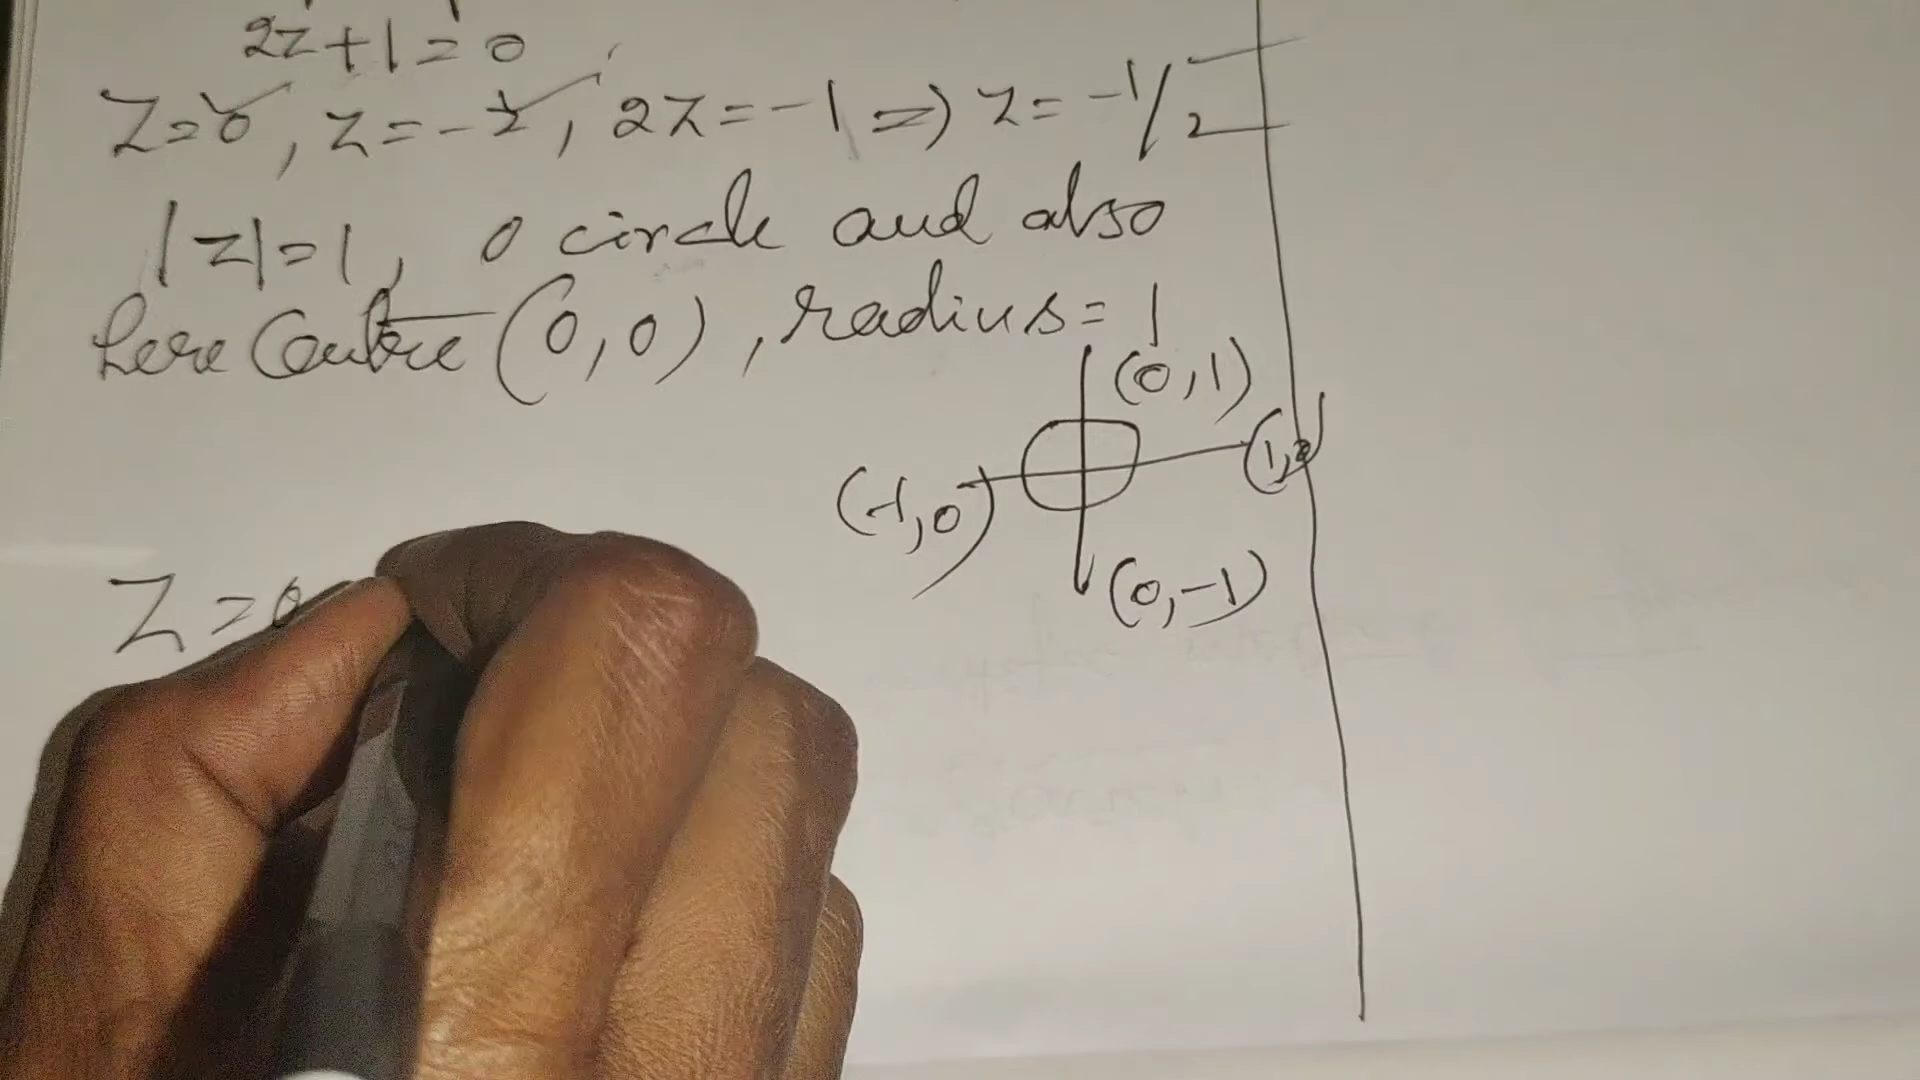 2z+1=0
z=0, z=-2, 2z=-1 => z=-1/2
|z|=1, 0 circle and also
here Centre (0,0), radius=1
(0,1)
(1,0)
(-1,0)
(0,-1)
z=0